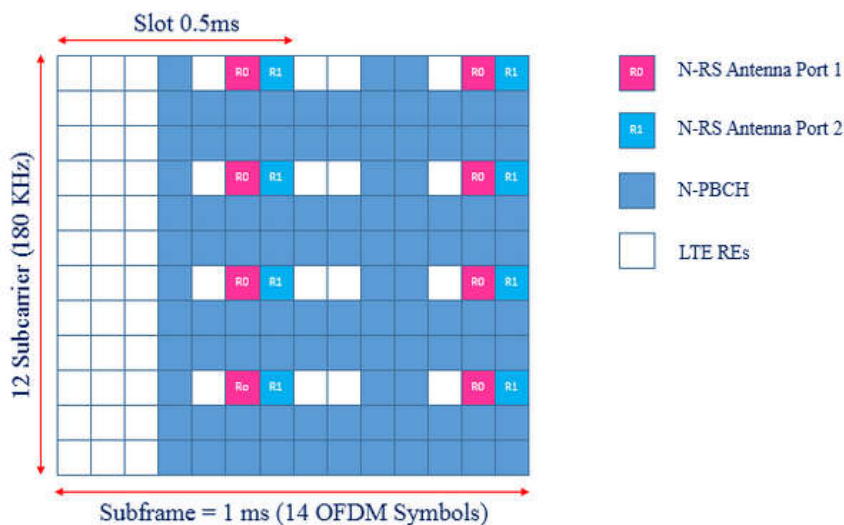 Slot 0.5ms
R0 R1 R0 R1
R0 R1 R0 R1
R0 R1 R0 R1
Ro R1 R0 R1
12 Subcarrier (180 KHz)
Subframe = 1 ms (14 OFDM Symbols)
R0 N-RS Antenna Port 1
R1 N-RS Antenna Port 2
N-PBCH
LTE REs